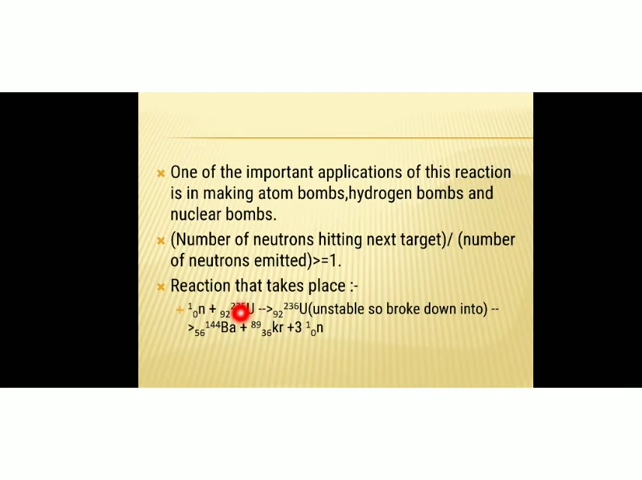 One of the important applications of this reaction
is in making atom bombs,hydrogen bombs and
nuclear bombs.
(Number of neutrons hitting next target)/ (number
of neutrons emitted)>=1.
Reaction that takes place :-
¹₀n + ₉₂ U --> ₉₂²³⁶U(unstable so broke down into) --
>₅₆¹⁴⁴Ba + ⁸⁹₃₆kr +3 ¹₀n